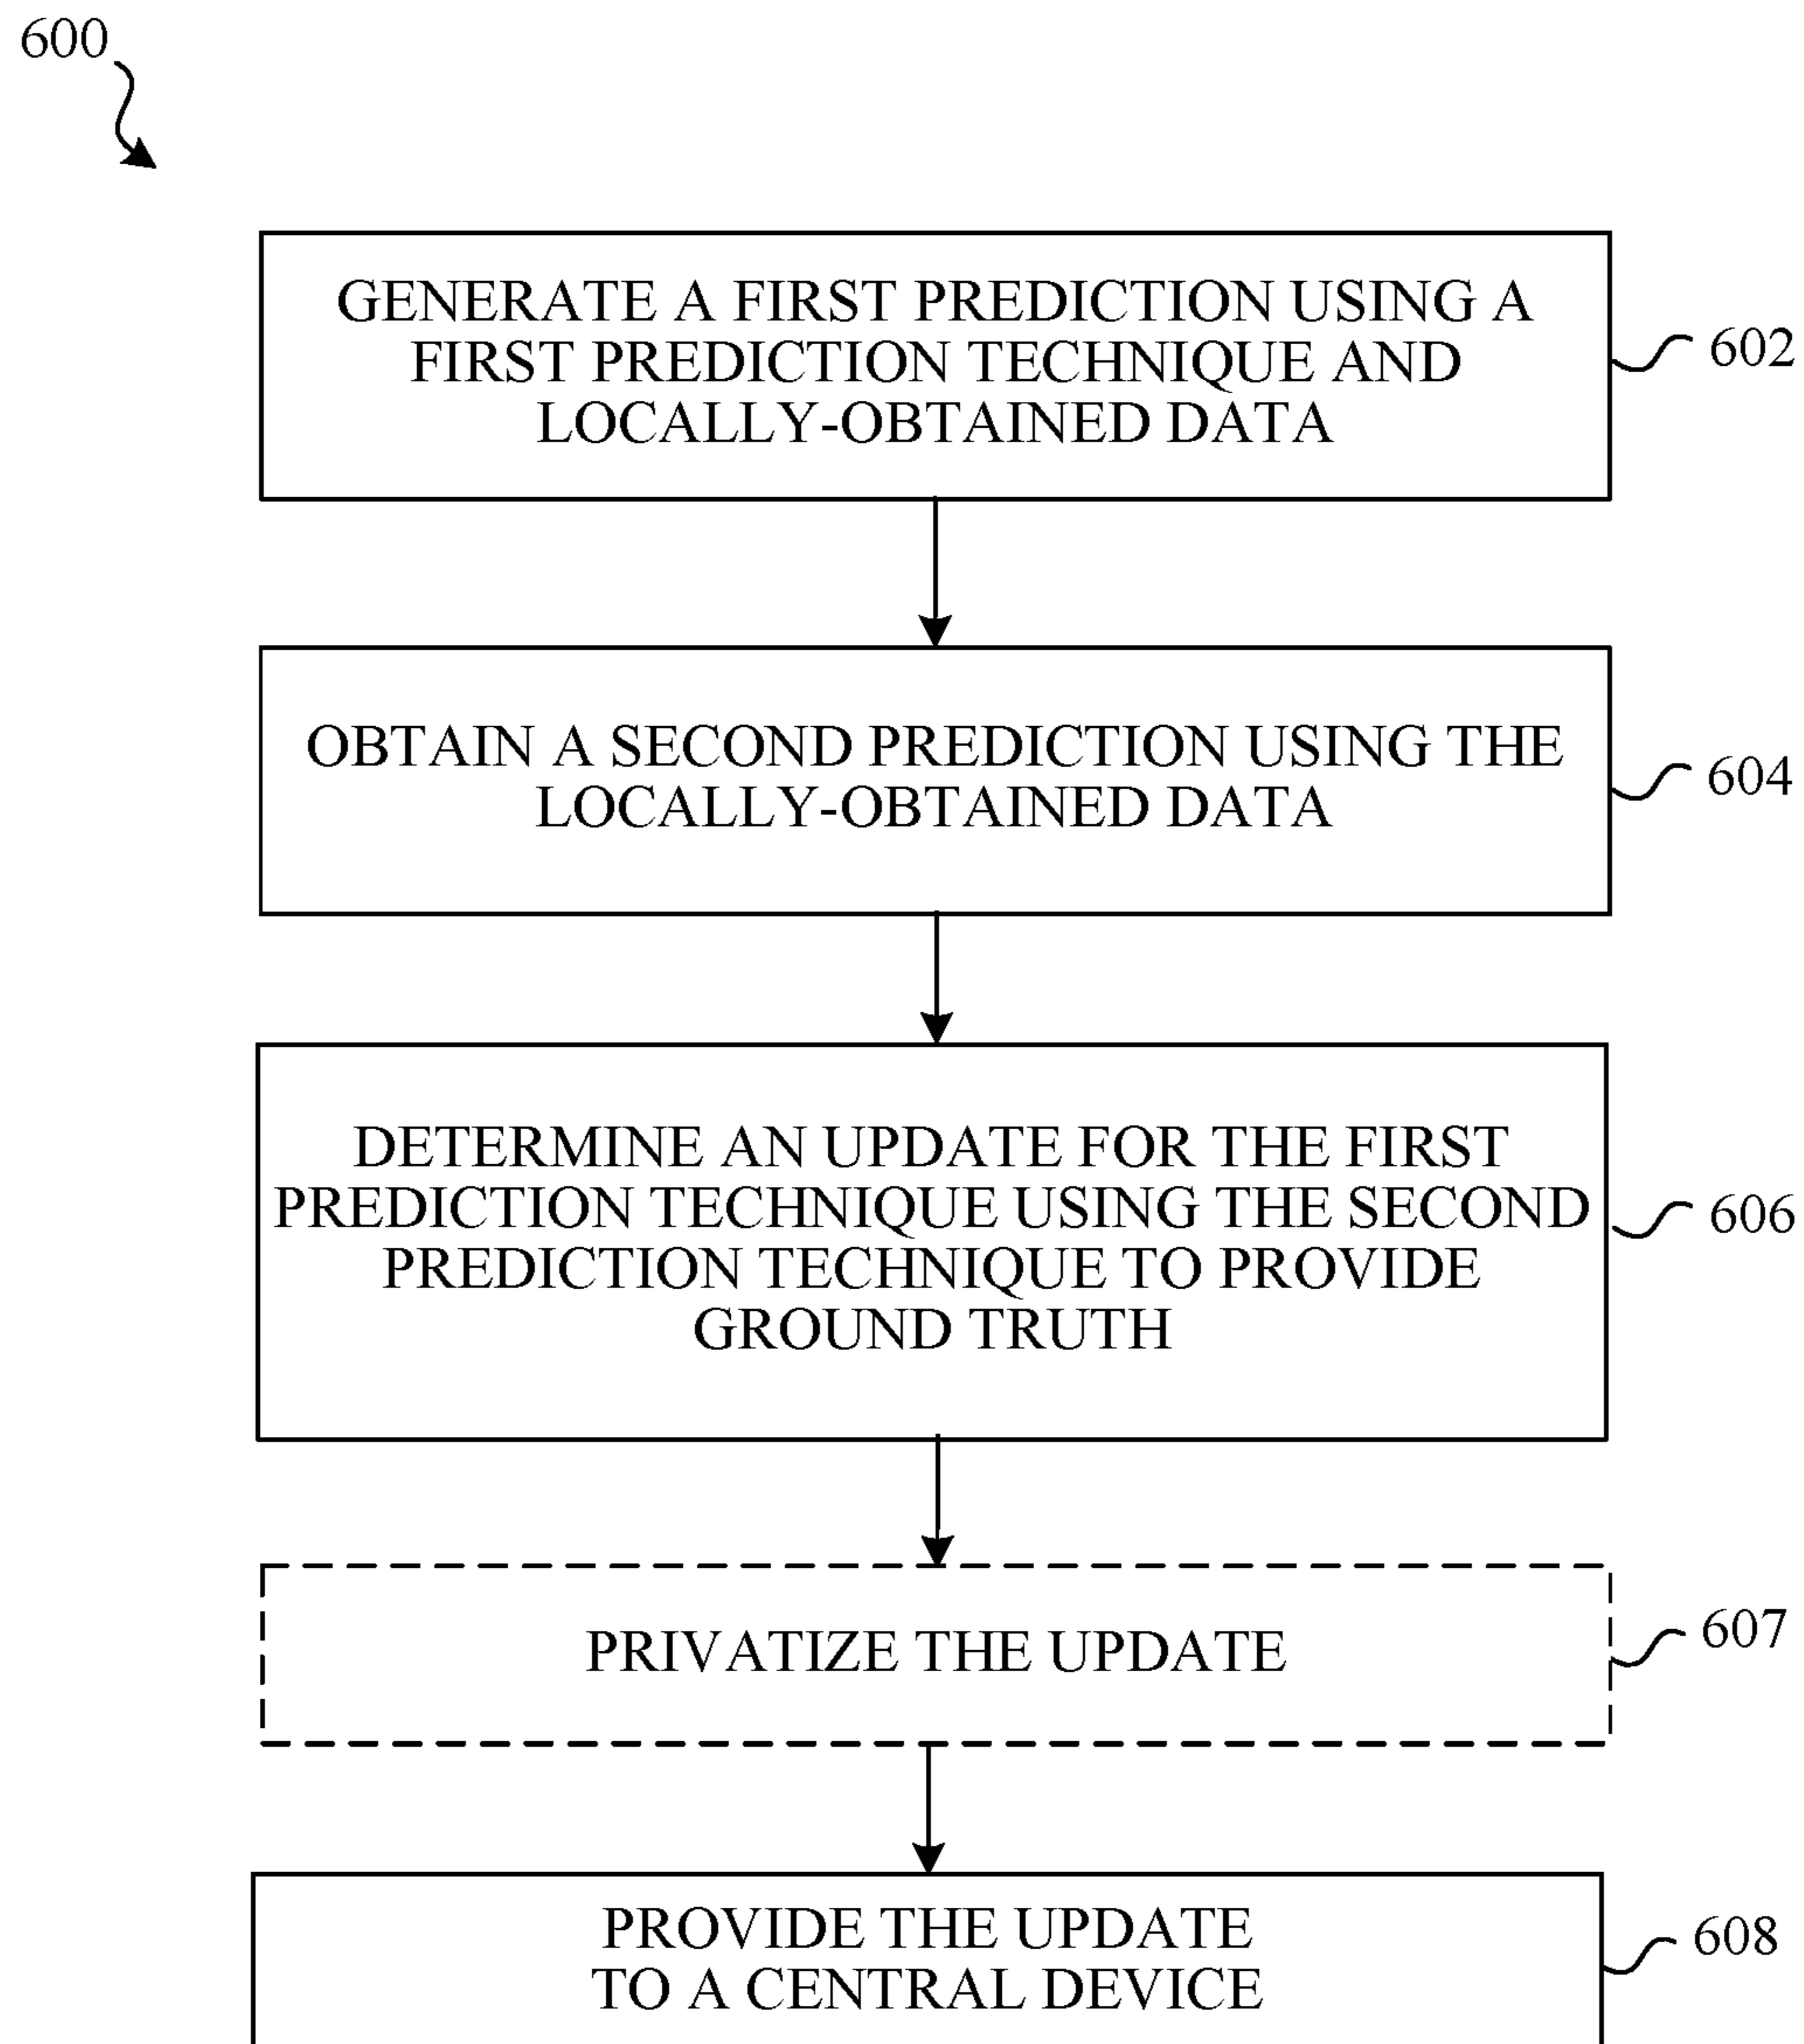 600
GENERATE A FIRST PREDICTION USING A
FIRST PREDICTION TECHNIQUE AND
LOCALLY-OBTAINED DATA
602
OBTAIN A SECOND PREDICTION USING THE
LOCALLY-OBTAINED DATA
604
DETERMINE AN UPDATE FOR THE FIRST
PREDICTION TECHNIQUE USING THE SECOND
PREDICTION TECHNIQUE TO PROVIDE
GROUND TRUTH
606
PRIVATIZE THE UPDATE
607
PROVIDE THE UPDATE
TO A CENTRAL DEVICE
608